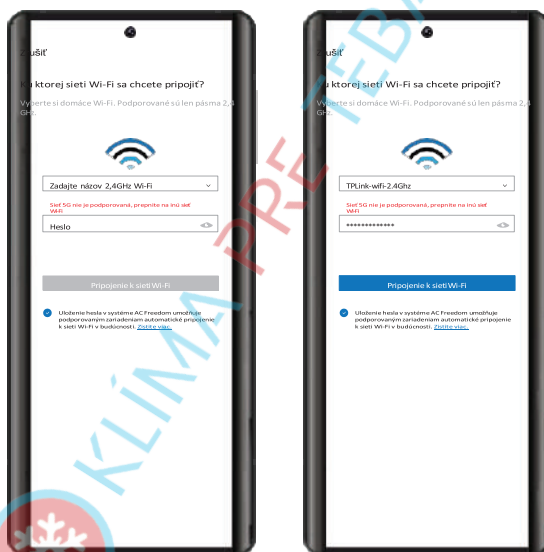 Zrušiť
Ku ktorej sieti Wi-Fi sa chcete pripojiť?
Vyberte si domáce Wi-Fi. Podporované sú len pásma 2,4
GHz.
Zadajte názov 2,4GHz Wi-Fi
Sieť 5G nie je podporovaná, prepnite na inú sieť
Wi-Fi
Heslo
Pripojenie k sieti Wi-Fi
Uloženie hesla v systéme AC Freedom umožňuje
podporovaným zariadeniam automatické pripojenie
k sieti Wi-Fi v budúcnosti. Zistite viac.
Zrušiť
Ku ktorej sieti Wi-Fi sa chcete pripojiť?
Vyberte si domáce Wi-Fi. Podporované sú len pásma 2,4
GHz.
TPLink-wifi-2.4Ghz
Sieť 5G nie je podporovaná, prepnite na inú sieť
Wi-Fi
*************
Pripojenie k sieti Wi-Fi
Uloženie hesla v systéme AC Freedom umožňuje
podporovaným zariadeniam automatické pripojenie
k sieti Wi-Fi v budúcnosti. Zistite viac.
KLÍMA PRE TEBA